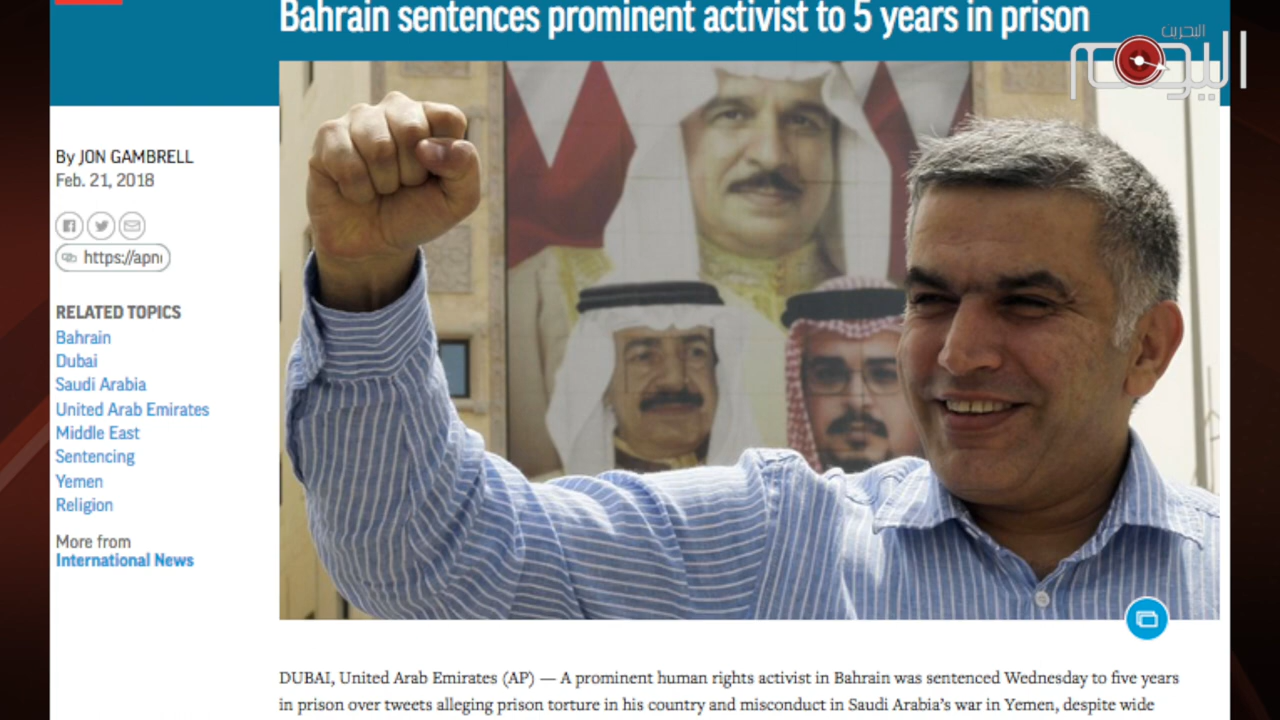 Bahrain sentences prominent activist to 5 years in prison
البحرين
اليوم
By JON GAMBRELL
Feb. 21, 2018
https://apn
RELATED TOPICS
Bahrain
Dubai
Saudi Arabia
United Arab Emirates
Middle East
Sentencing
Yemen
Religion
More from
International News
DUBAI, United Arab Emirates (AP) — A prominent human rights activist in Bahrain was sentenced Wednesday to five years
in prison over tweets alleging prison torture in his country and misconduct in Saudi Arabia's war in Yemen, despite wide